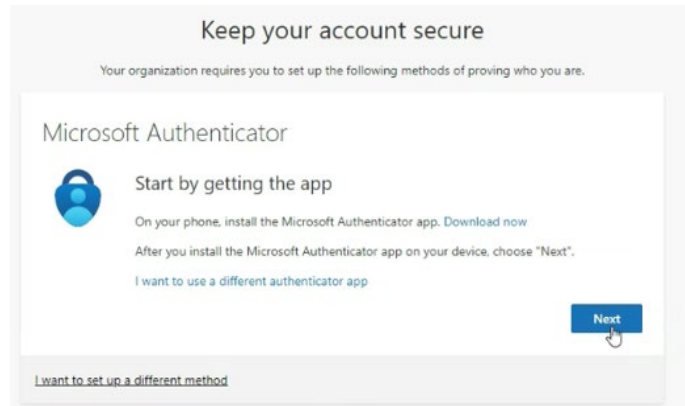 Keep your account secure
Your organization requires you to set up the following methods of proving who you are.
Microsoft Authenticator
Start by getting the app
On your phone, install the Microsoft Authenticator app. Download now
After you install the Microsoft Authenticator app on your device, choose "Next".
I want to use a different authenticator app
Next
I want to set up a different method